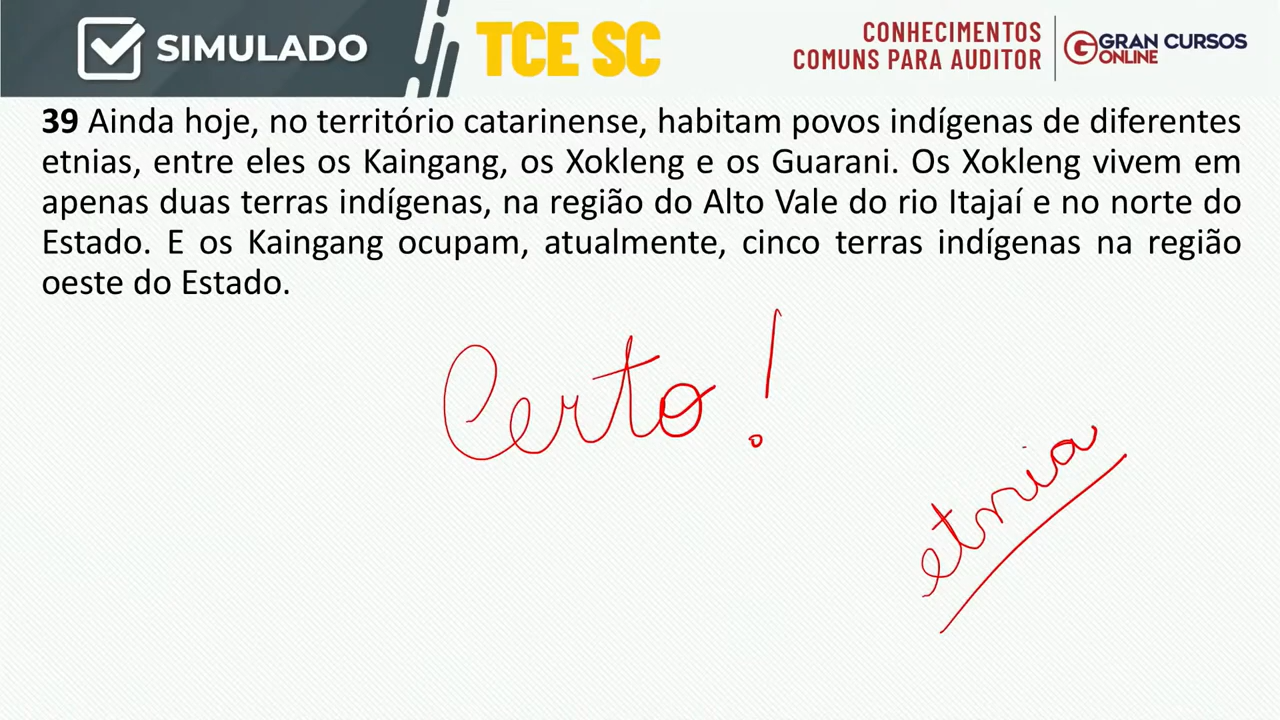 SIMULADO
TCE SC
CONHECIMENTOS
COMUNS PARA AUDITOR
GRAN CURSOS
ONLINE
39 Ainda hoje, no território catarinense, habitam povos indígenas de diferentes
etnias, entre eles os Kaingang, os Xokleng e os Guarani. Os Xokleng vivem em
apenas duas terras indígenas, na região do Alto Vale do rio Itajaí e no norte do
Estado. E os Kaingang ocupam, atualmente, cinco terras indígenas na região
oeste do Estado.
Certo!
etnia